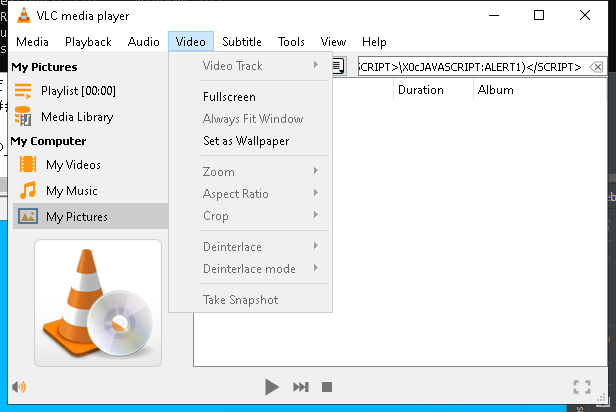 VLC media player
Media Playback Audio Video Subtitle Tools View Help
My Pictures
Playlist [00:00]
Media Library
My Computer
My Videos
My Music
My Pictures
Video Track
Fullscreen
Always Fit Window
Set as Wallpaper
Zoom
Aspect Ratio
Crop
Deinterlace
Deinterlace mode
Take Snapshot
SCRIPT>\X0cJAVASCRIPT:ALERT1)</SCRIPT>
Duration Album